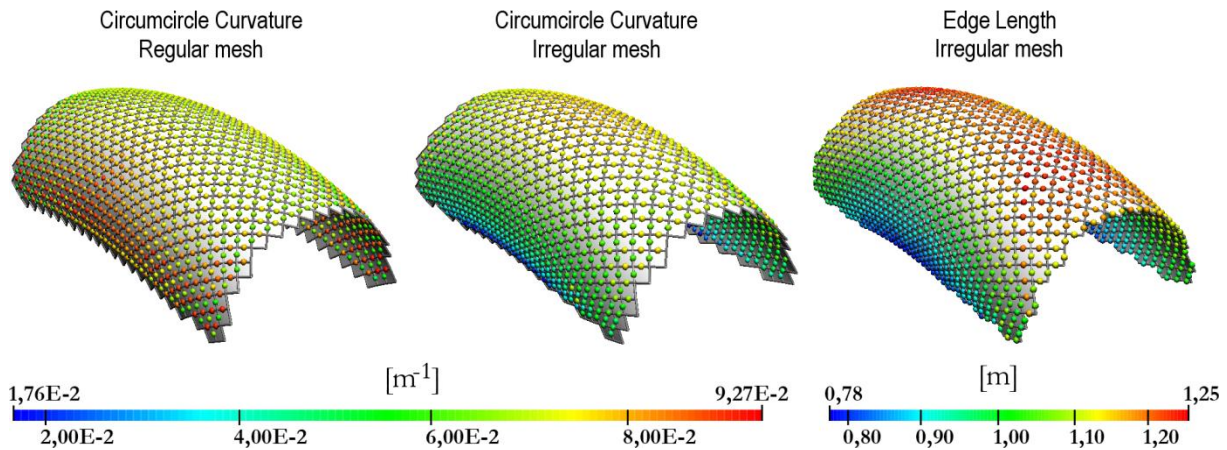 Circumcircle Curvature
Regular mesh
Circumcircle Curvature
Irregular mesh
Edge Length
Irregular mesh
[m-1]
1,76E-2
9,27E-2
2,00E-2
4,00E-2
6,00E-2
8,00E-2
[m]
0,78
1,25
0,80
0,90
1,00
1,10
1,20